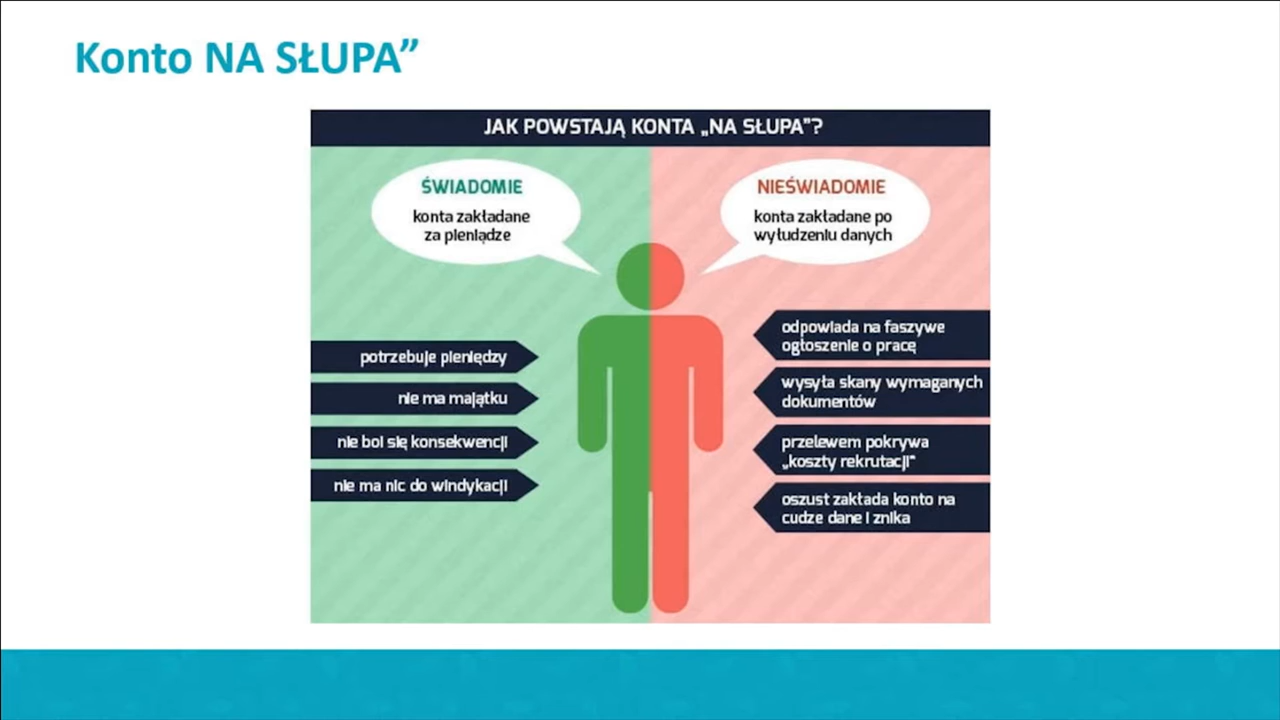 Konto NA SŁUPA”
JAK POWSTAJĄ KONTA „NA SŁUPA”?
ŚWIADOMIE
konta zakładane
za pieniądze
NIEŚWIADOMIE
konta zakładane po
wyłudzeniu danych
potrzebuje pieniędzy
nie ma majątku
nie boi się konsekwencji
nie ma nic do windykacji
odpowiada na faszywe
ogłoszenie o pracę
wysyła skany wymaganych
dokumentów
przelewem pokrywa
„koszty rekrutacji”
oszust zakłada konto na
cudze dane i znika